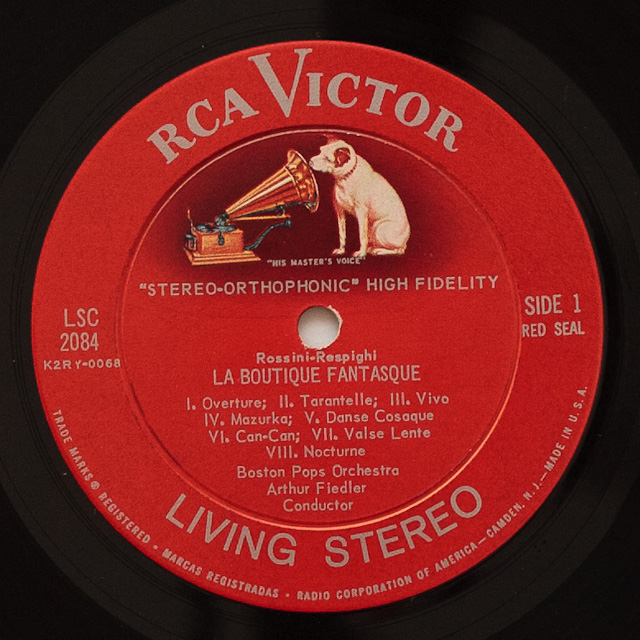 RCA VICTOR
"HIS MASTER'S VOICE"
"STEREO-ORTHOPHONIC" HIGH FIDELITY
LSC
2084
K2RY-0068
SIDE 1
RED SEAL
Rossini-Respighi
LA BOUTIQUE FANTASQUE
I. Overture; II. Tarantelle; III. Vivo
IV. Mazurka; V. Danse Cosaque
VI. Can-Can; VII. Valse Lente
VIII. Nocturne
Boston Pops Orchestra
Arthur Fiedler
Conductor
LIVING STEREO
TRADE MARKS ® REGISTERED • MARCAS REGISTRADAS • RADIO CORPORATION OF AMERICA—CAMDEN, N. J.—MADE IN U.S.A.